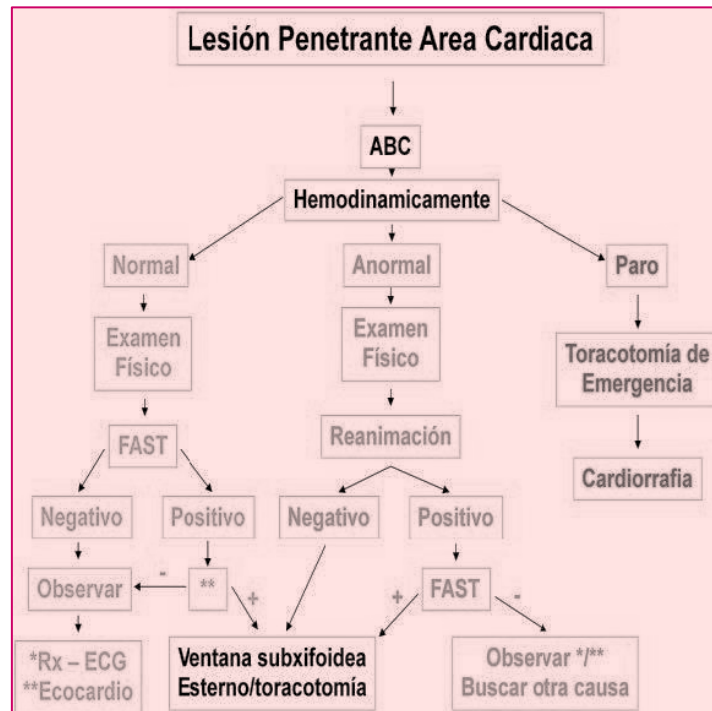 Lesión Penetrante Area Cardiaca
ABC
Hemodinamicamente
Normal
Anormal
Paro
Examen
Físico
Examen
Físico
Toracotomía de
Emergencia
FAST
Reanimación
Cardiorrafia
Negativo
Positivo
Negativo
Positivo
Observar
-
**
+
+
FAST
-
*Rx – ECG
**Ecocardio
Ventana subxifoidea
Esterno/toracotomía
Observar */**
Buscar otra causa